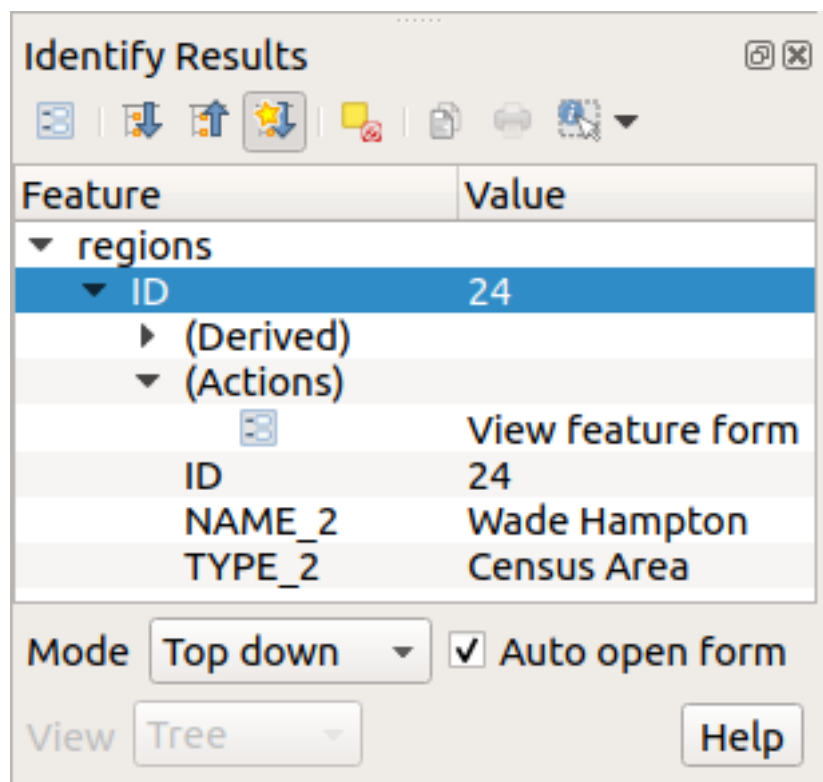 Identify Results
Feature Value
regions
ID 24
(Derived)
(Actions)
View feature form
ID 24
NAME_2 Wade Hampton
TYPE_2 Census Area
Mode Top down Auto open form
View Tree Help